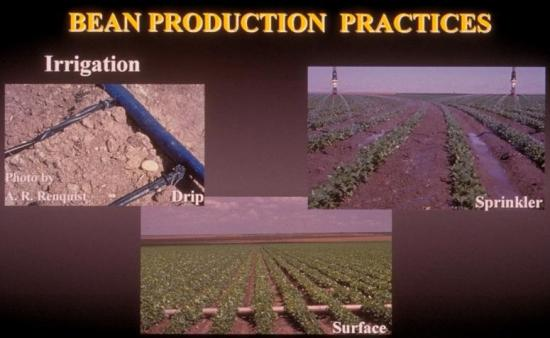 BEAN PRODUCTION PRACTICES
Irrigation
Photo by
A. R. Renquist
Drip
Sprinkler
Surface